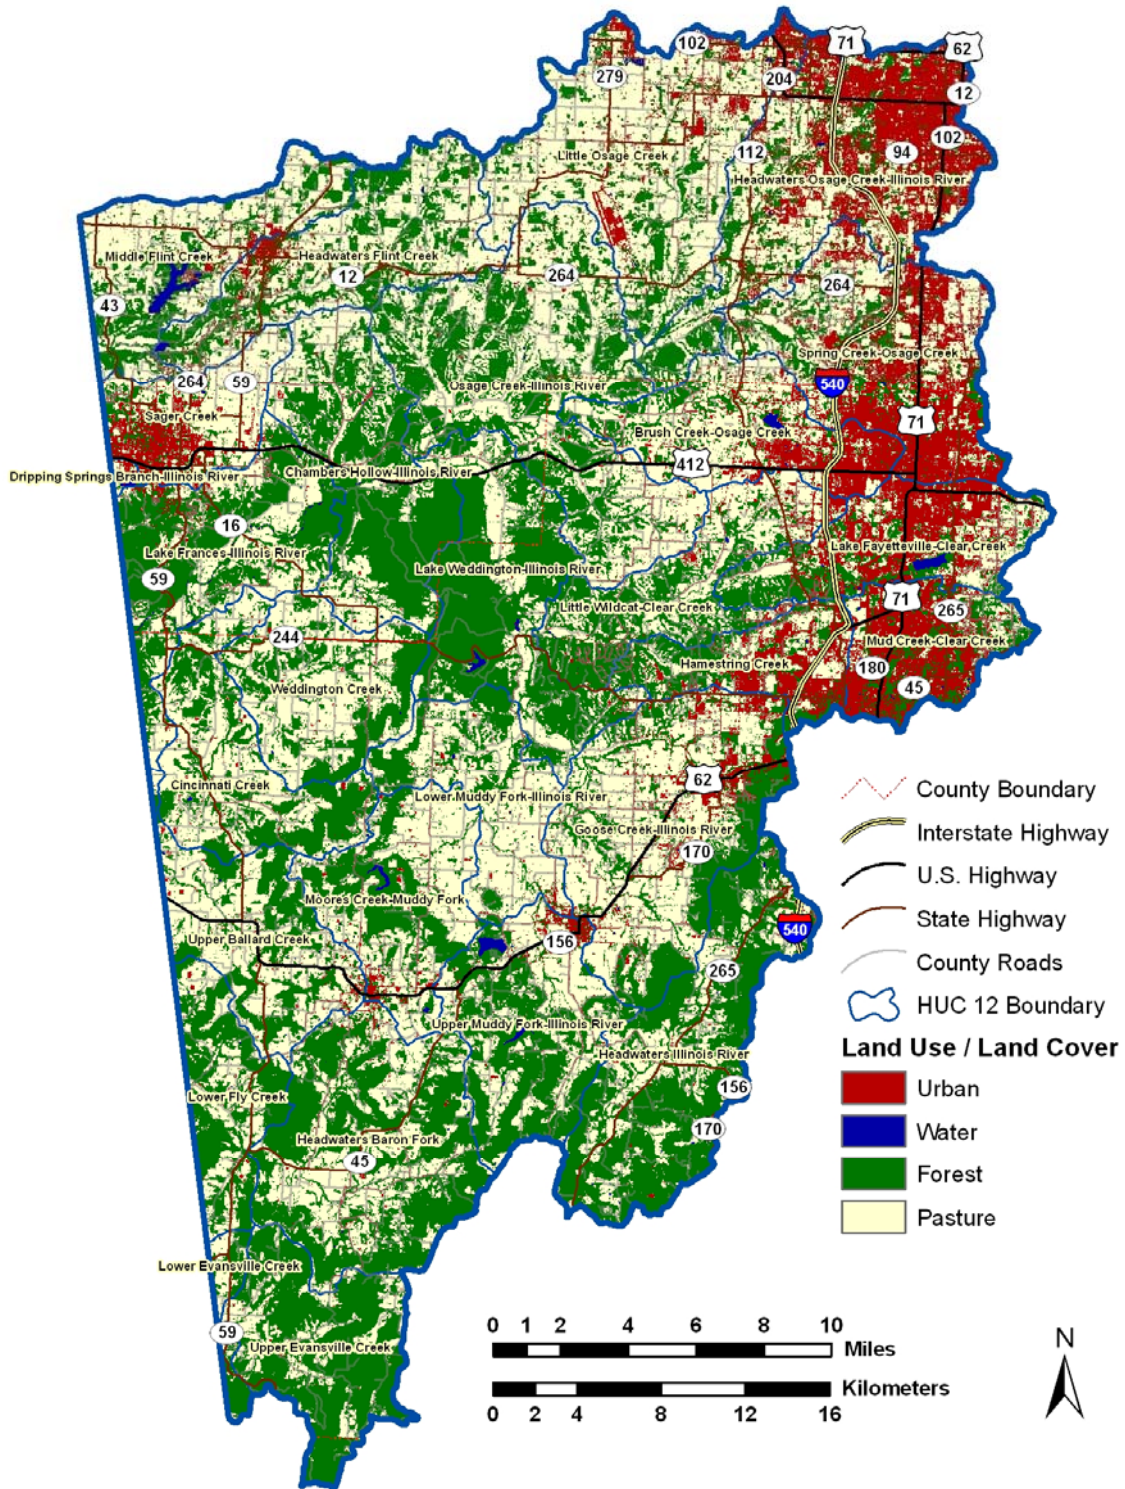 71
102
62
279
204
12
102
112
94
Little Osage Creek
Headwaters Osage Creek-Illinois River
Middle Flint Creek
Headwaters Flint Creek
12
264
264
43
Spring Creek-Osage Creek
264
59
540
Osage Creek-Illinois River
Sager Creek
71
Brush Creek-Osage Creek
412
Chambers Hollow-Illinois River
Dripping Springs Branch-Illinois River
16
Lake Fayetteville-Clear Creek
Lake Frances-Illinois River
Lake Weddington-Illinois River
59
71
Little Wildcat-Clear Creek
265
244
Mud Creek-Clear Creek
Hamestring Creek
180
Weddington Creek
45
Cincinnati Creek
62
Lower Muddy Fork-Illinois River
Goose Creek-Illinois River
170
Moores Creek-Muddy Fork
540
Upper Ballard Creek
156
265
Upper Muddy Fork-Illinois River
Headwaters Illinois River
156
Lower Fly Creek
170
Headwaters Baron Fork
45
Lower Evansville Creek
59
Upper Evansville Creek
County Boundary
Interstate Highway
U.S. Highway
State Highway
County Roads
HUC 12 Boundary
Land Use / Land Cover
Urban
Water
Forest
Pasture
0 1 2 4 6 8 10
Miles
Kilometers
0 2 4 8 12 16
N